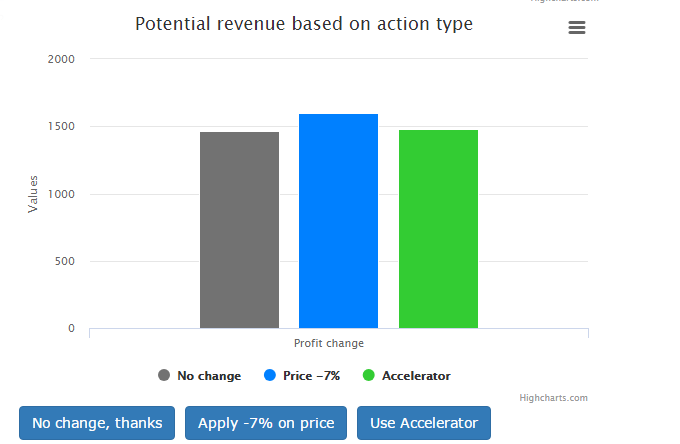 Highcharts.com
Potential revenue based on action type
2000
1500
1000
500
0
Values
Profit change
No change Price -7% Accelerator
Highcharts.com
No change, thanks Apply -7% on price Use Accelerator